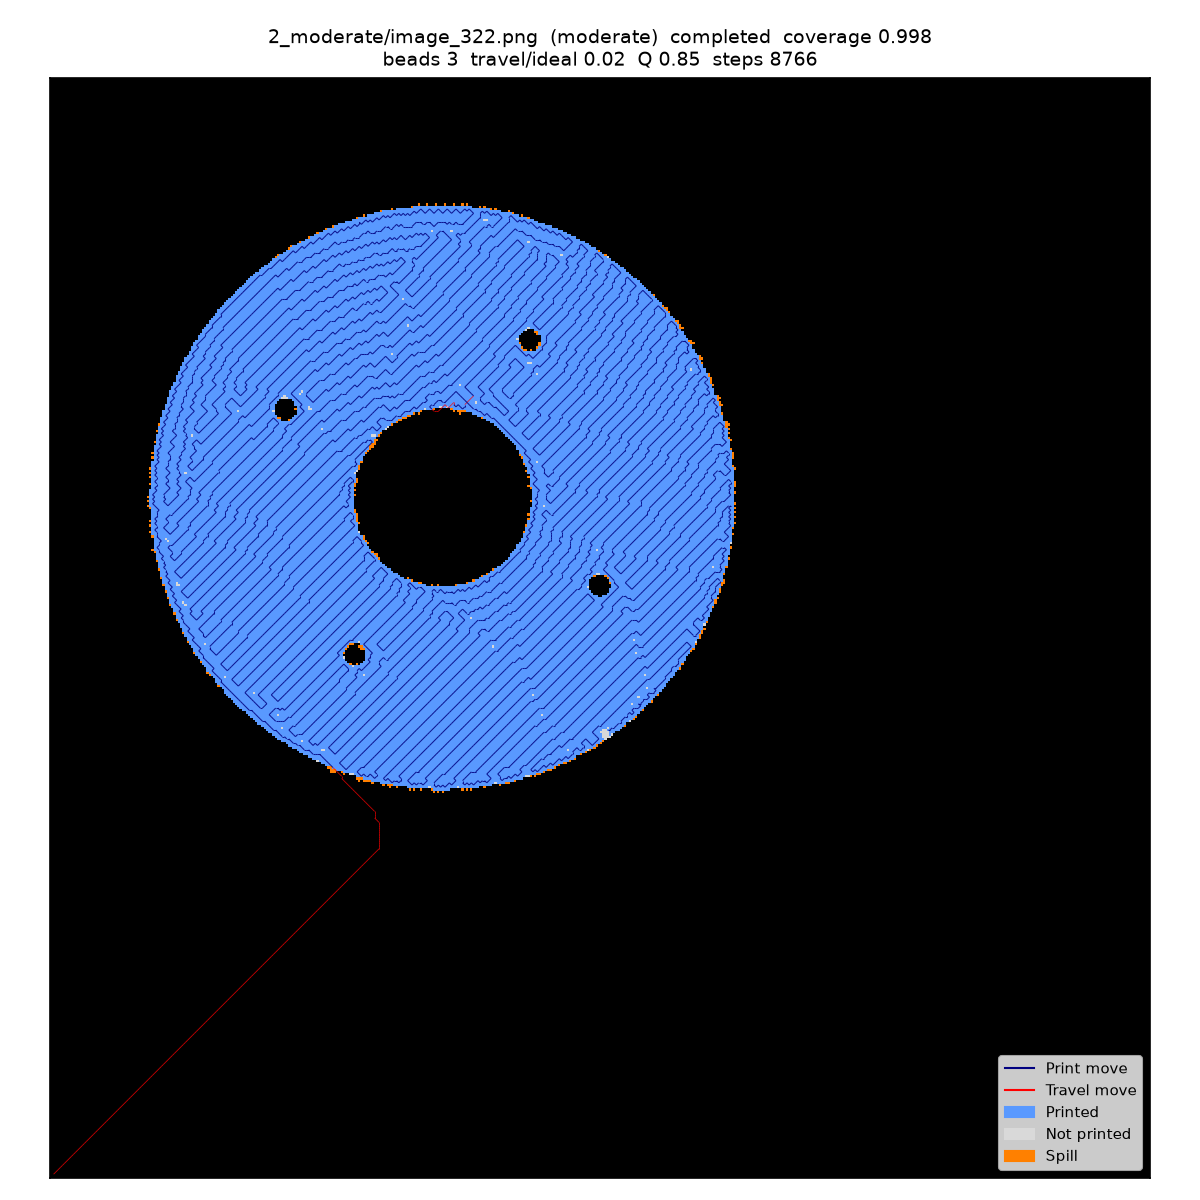 2_moderate/image_322.png  (moderate)  completed  coverage 0.998
beads 3  travel/ideal 0.02  Q 0.85  steps 8766
Print move
Travel move
Printed
Not printed
Spill